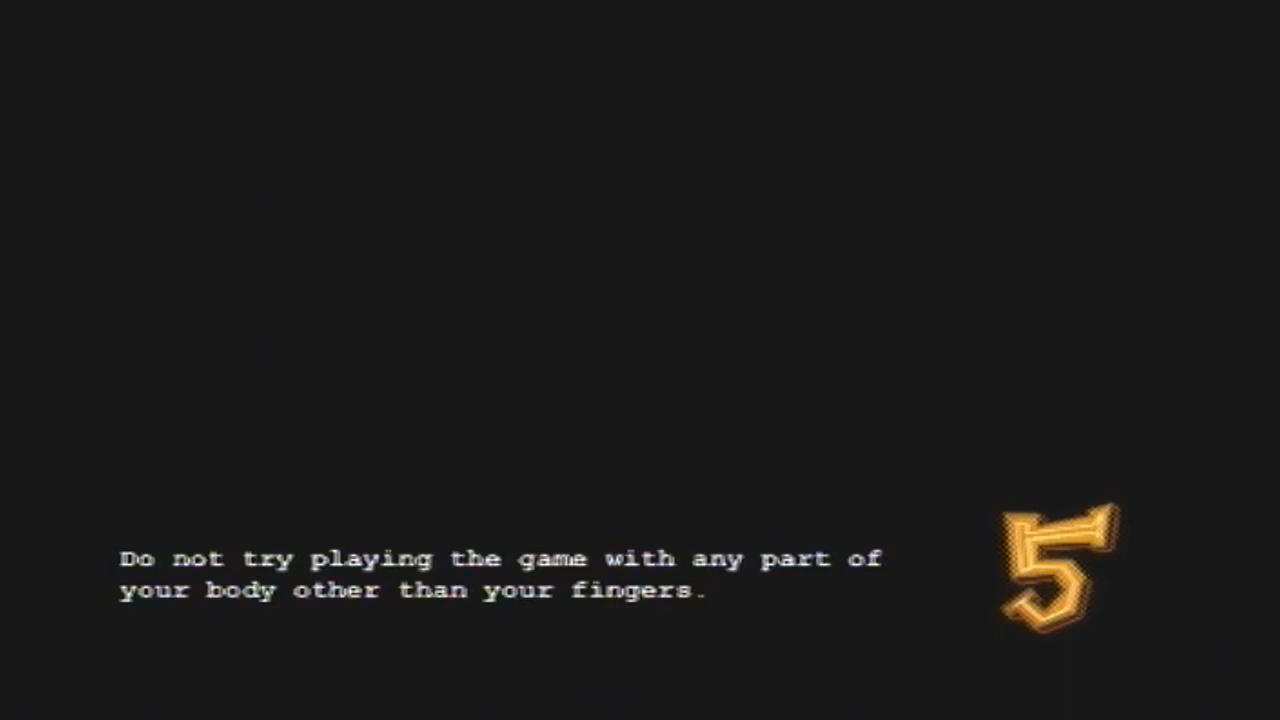 Do not try playing the game with any part of
your body other than your fingers.
5